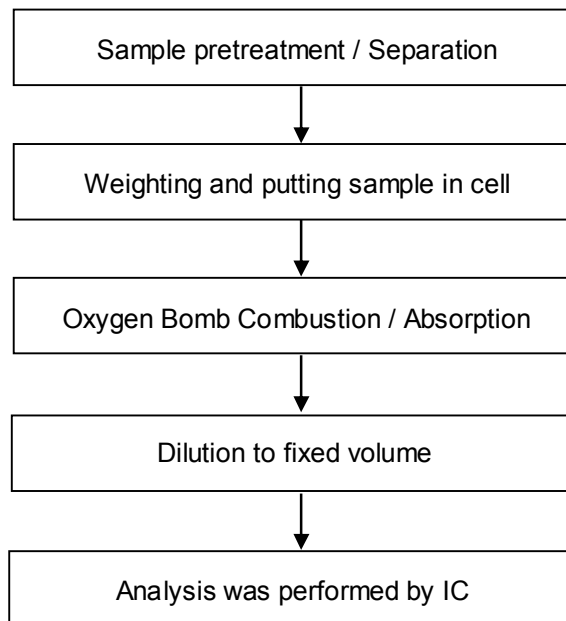 Sample pretreatment / Separation
Weighting and putting sample in cell
Oxygen Bomb Combustion / Absorption
Dilution to fixed volume
Analysis was performed by IC